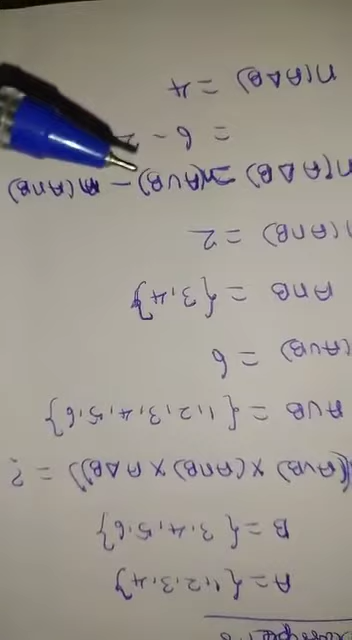 Example:
A = {1,2,3,4}
B = {3,4,5,6}
((A∪B) × (A∩B) × A∆B)) = ?
A∪B = {1,2,3,4,5,6}
(A∪B) = 6
A∩B = {3,4}
n(A∩B) = 2
n(A∆B) = n(A∪B) - n(A∩B)
= 6 - 2
n(A∆B) = 4